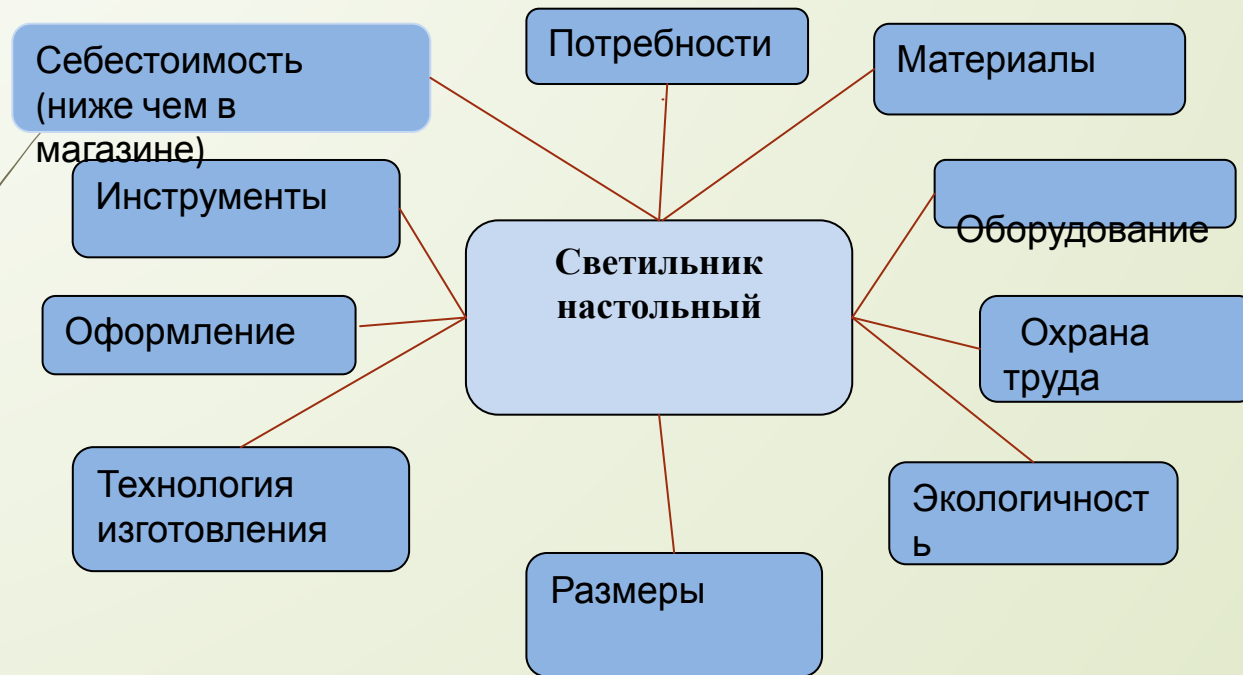 Себестоимость
(ниже чем в
магазине)
Потребности
Материалы
Инструменты
Оборудование
Светильник
настольный
Оформление
Охрана
труда
Технология
изготовления
Экологичност
ь
Размеры